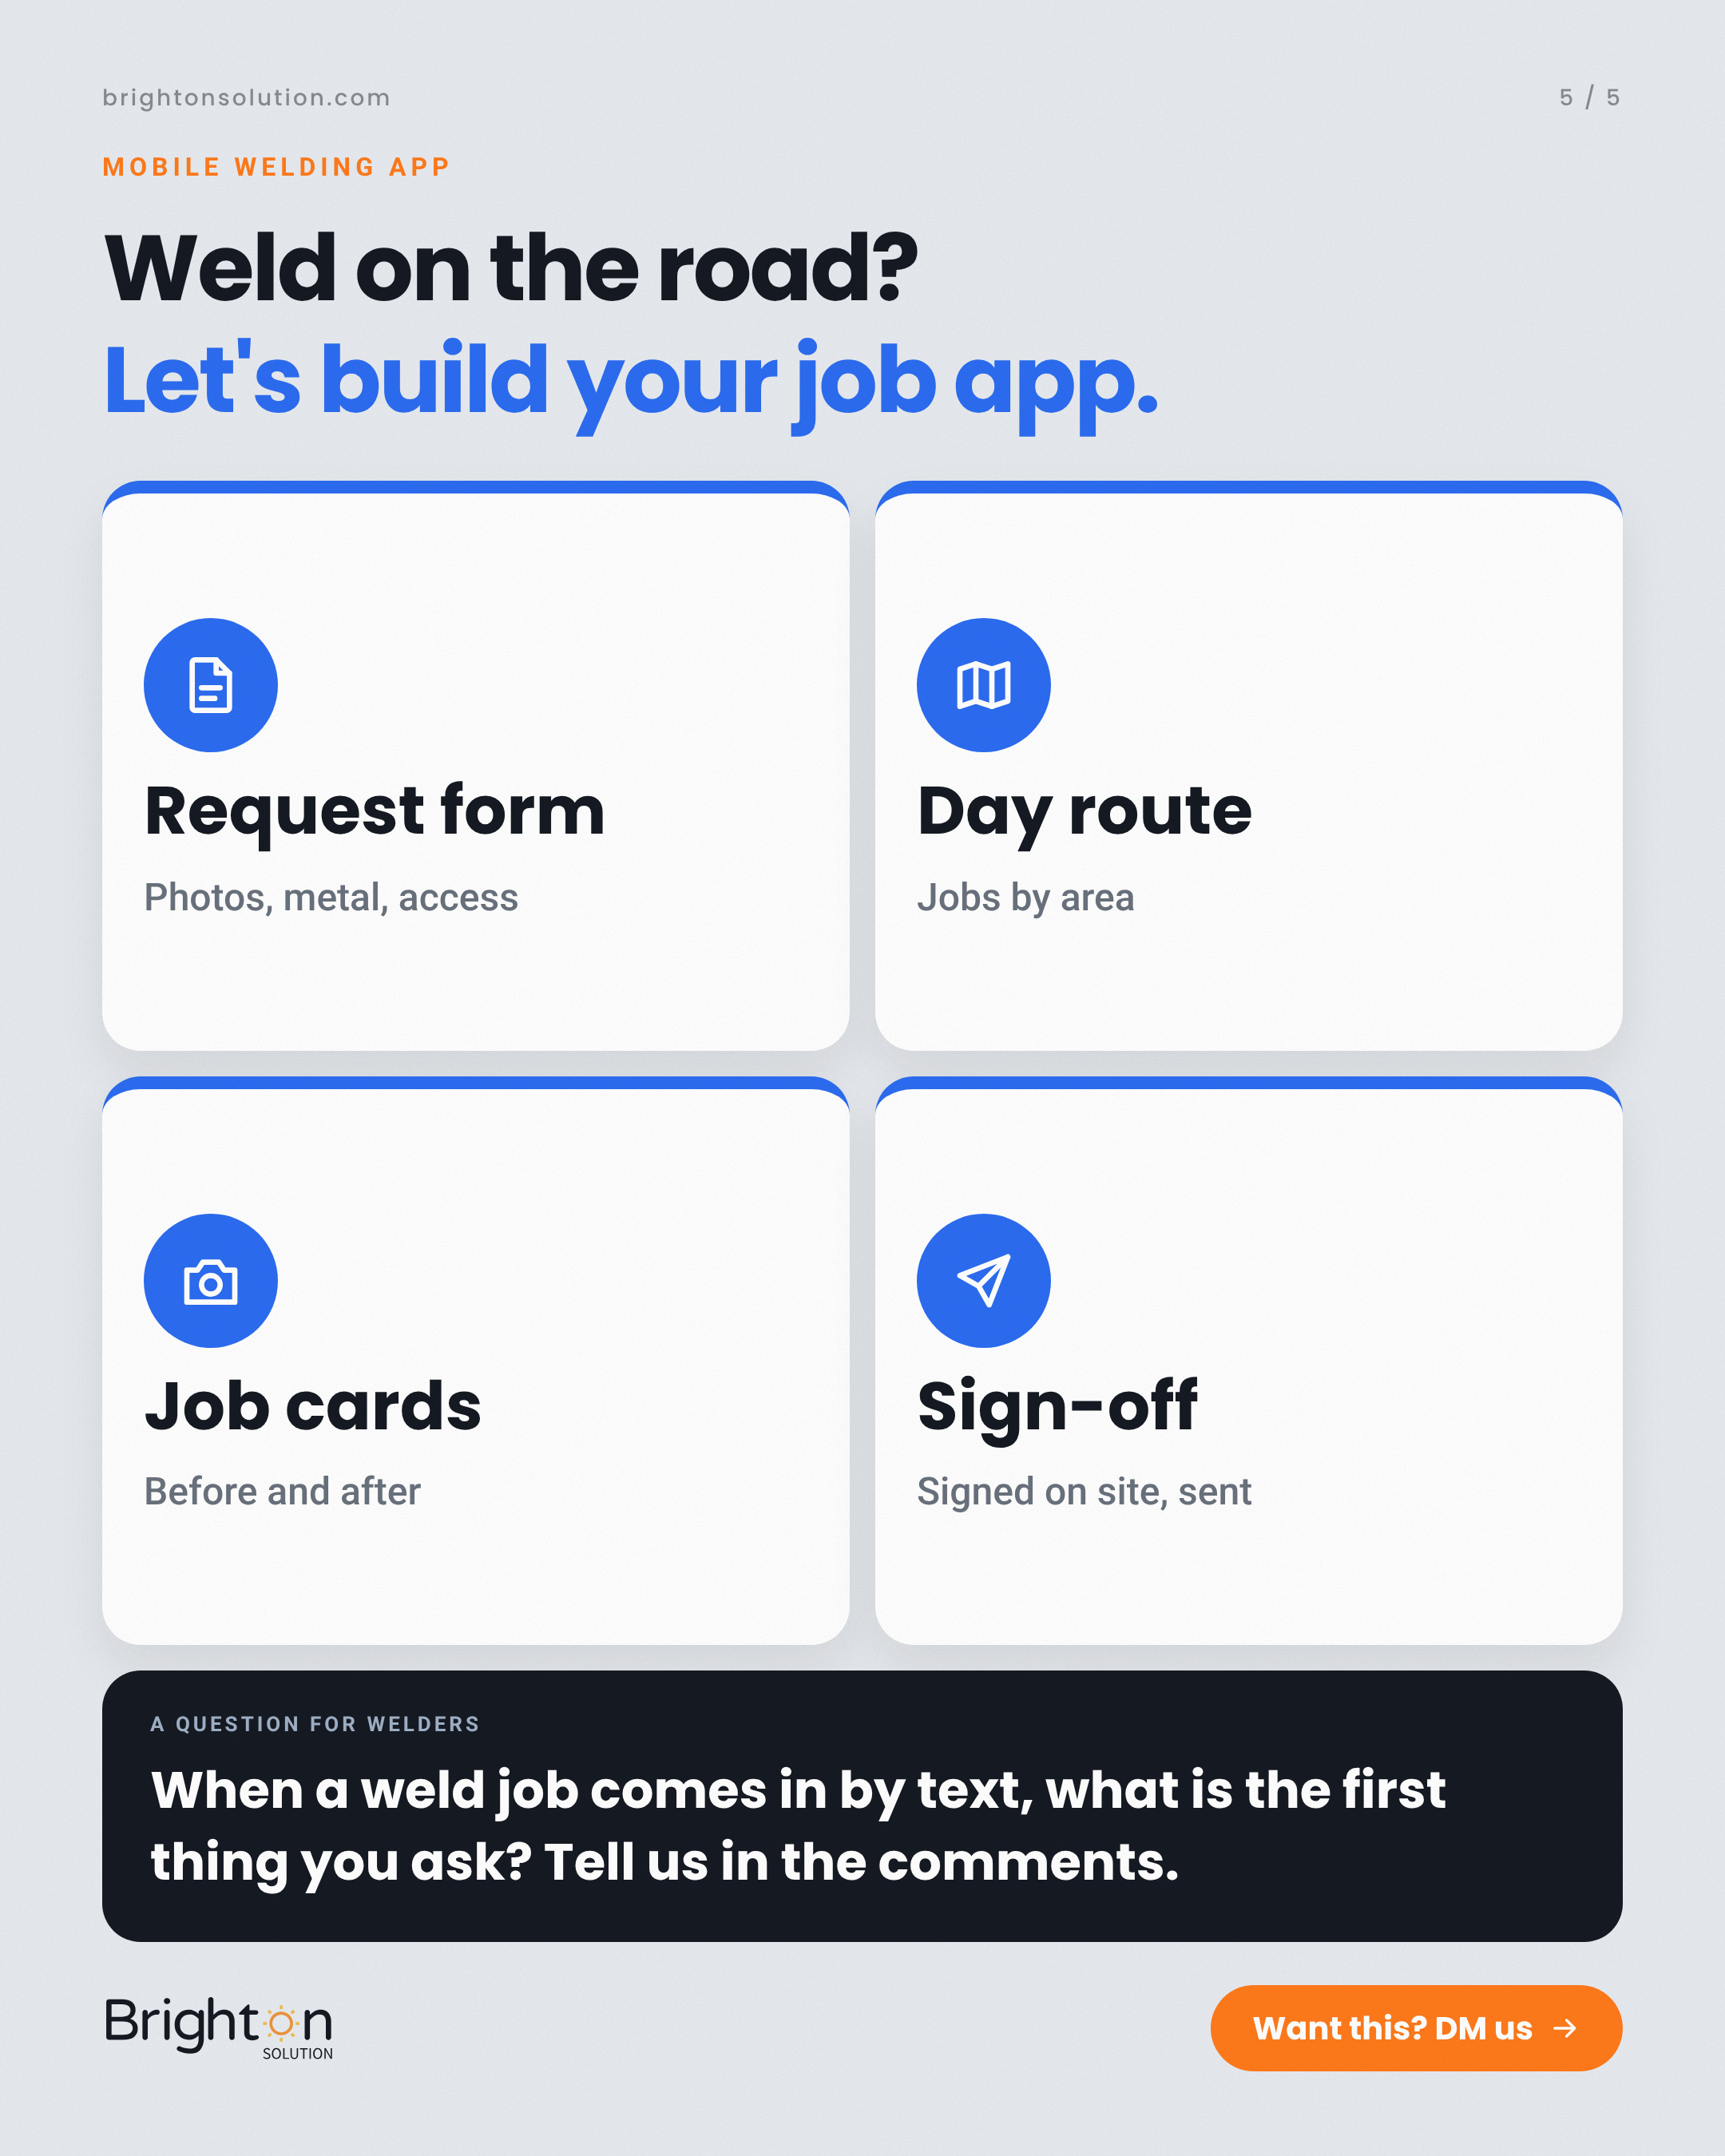 brightonsolution.com
5 / 5
MOBILE WELDING APP
Weld on the road?
Let's build your job app.
Request form
Photos, metal, access
Day route
Jobs by area
Job cards
Before and after
Sign-off
Signed on site, sent
A QUESTION FOR WELDERS
When a weld job comes in by text, what is the first
thing you ask? Tell us in the comments.
Brighton
SOLUTION
Want this? DM us →